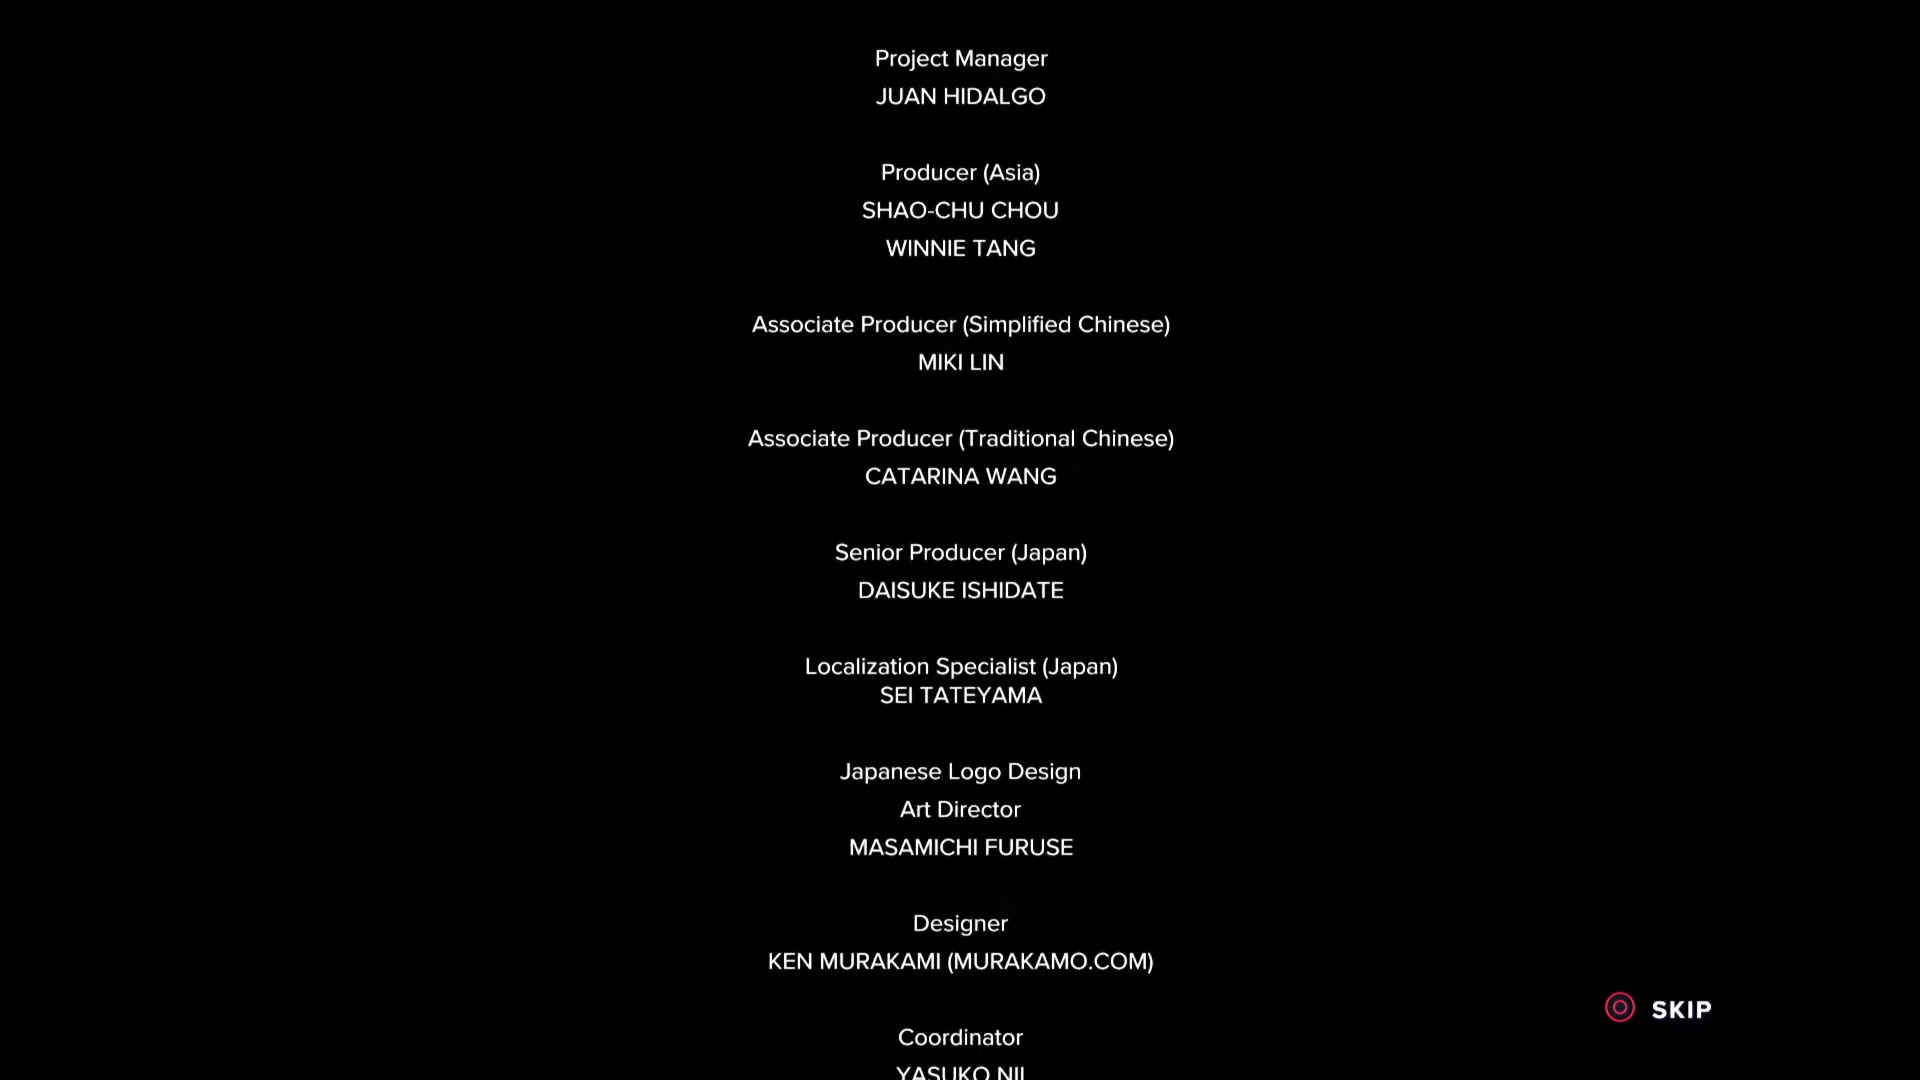 Project Manager
JUAN HIDALGO
Producer (Asia)
SHAO-CHU CHOU
WINNIE TANG
Associate Producer (Simplified Chinese)
MIKI LIN
Associate Producer (Traditional Chinese)
CATARINA WANG
Senior Producer (Japan)
DAISUKE ISHIDATE
Localization Specialist (Japan)
SEI TATEYAMA
Japanese Logo Design
Art Director
MASAMICHI FURUSE
Designer
KEN MURAKAMI (MURAKAMO.COM)
SKIP
Coordinator
YASUKO NII